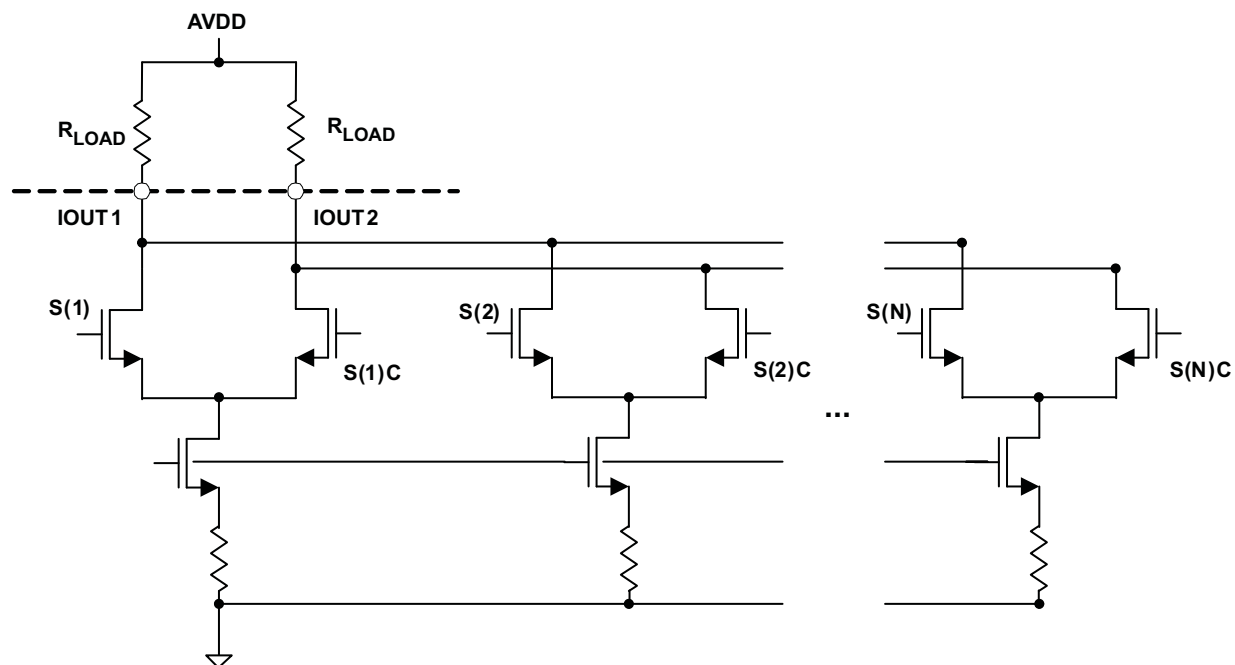 AVDD
RLOAD
RLOAD
IOUT1
IOUT2
S(1)
S(1)C
S(2)
S(2)C
S(N)
S(N)C
...